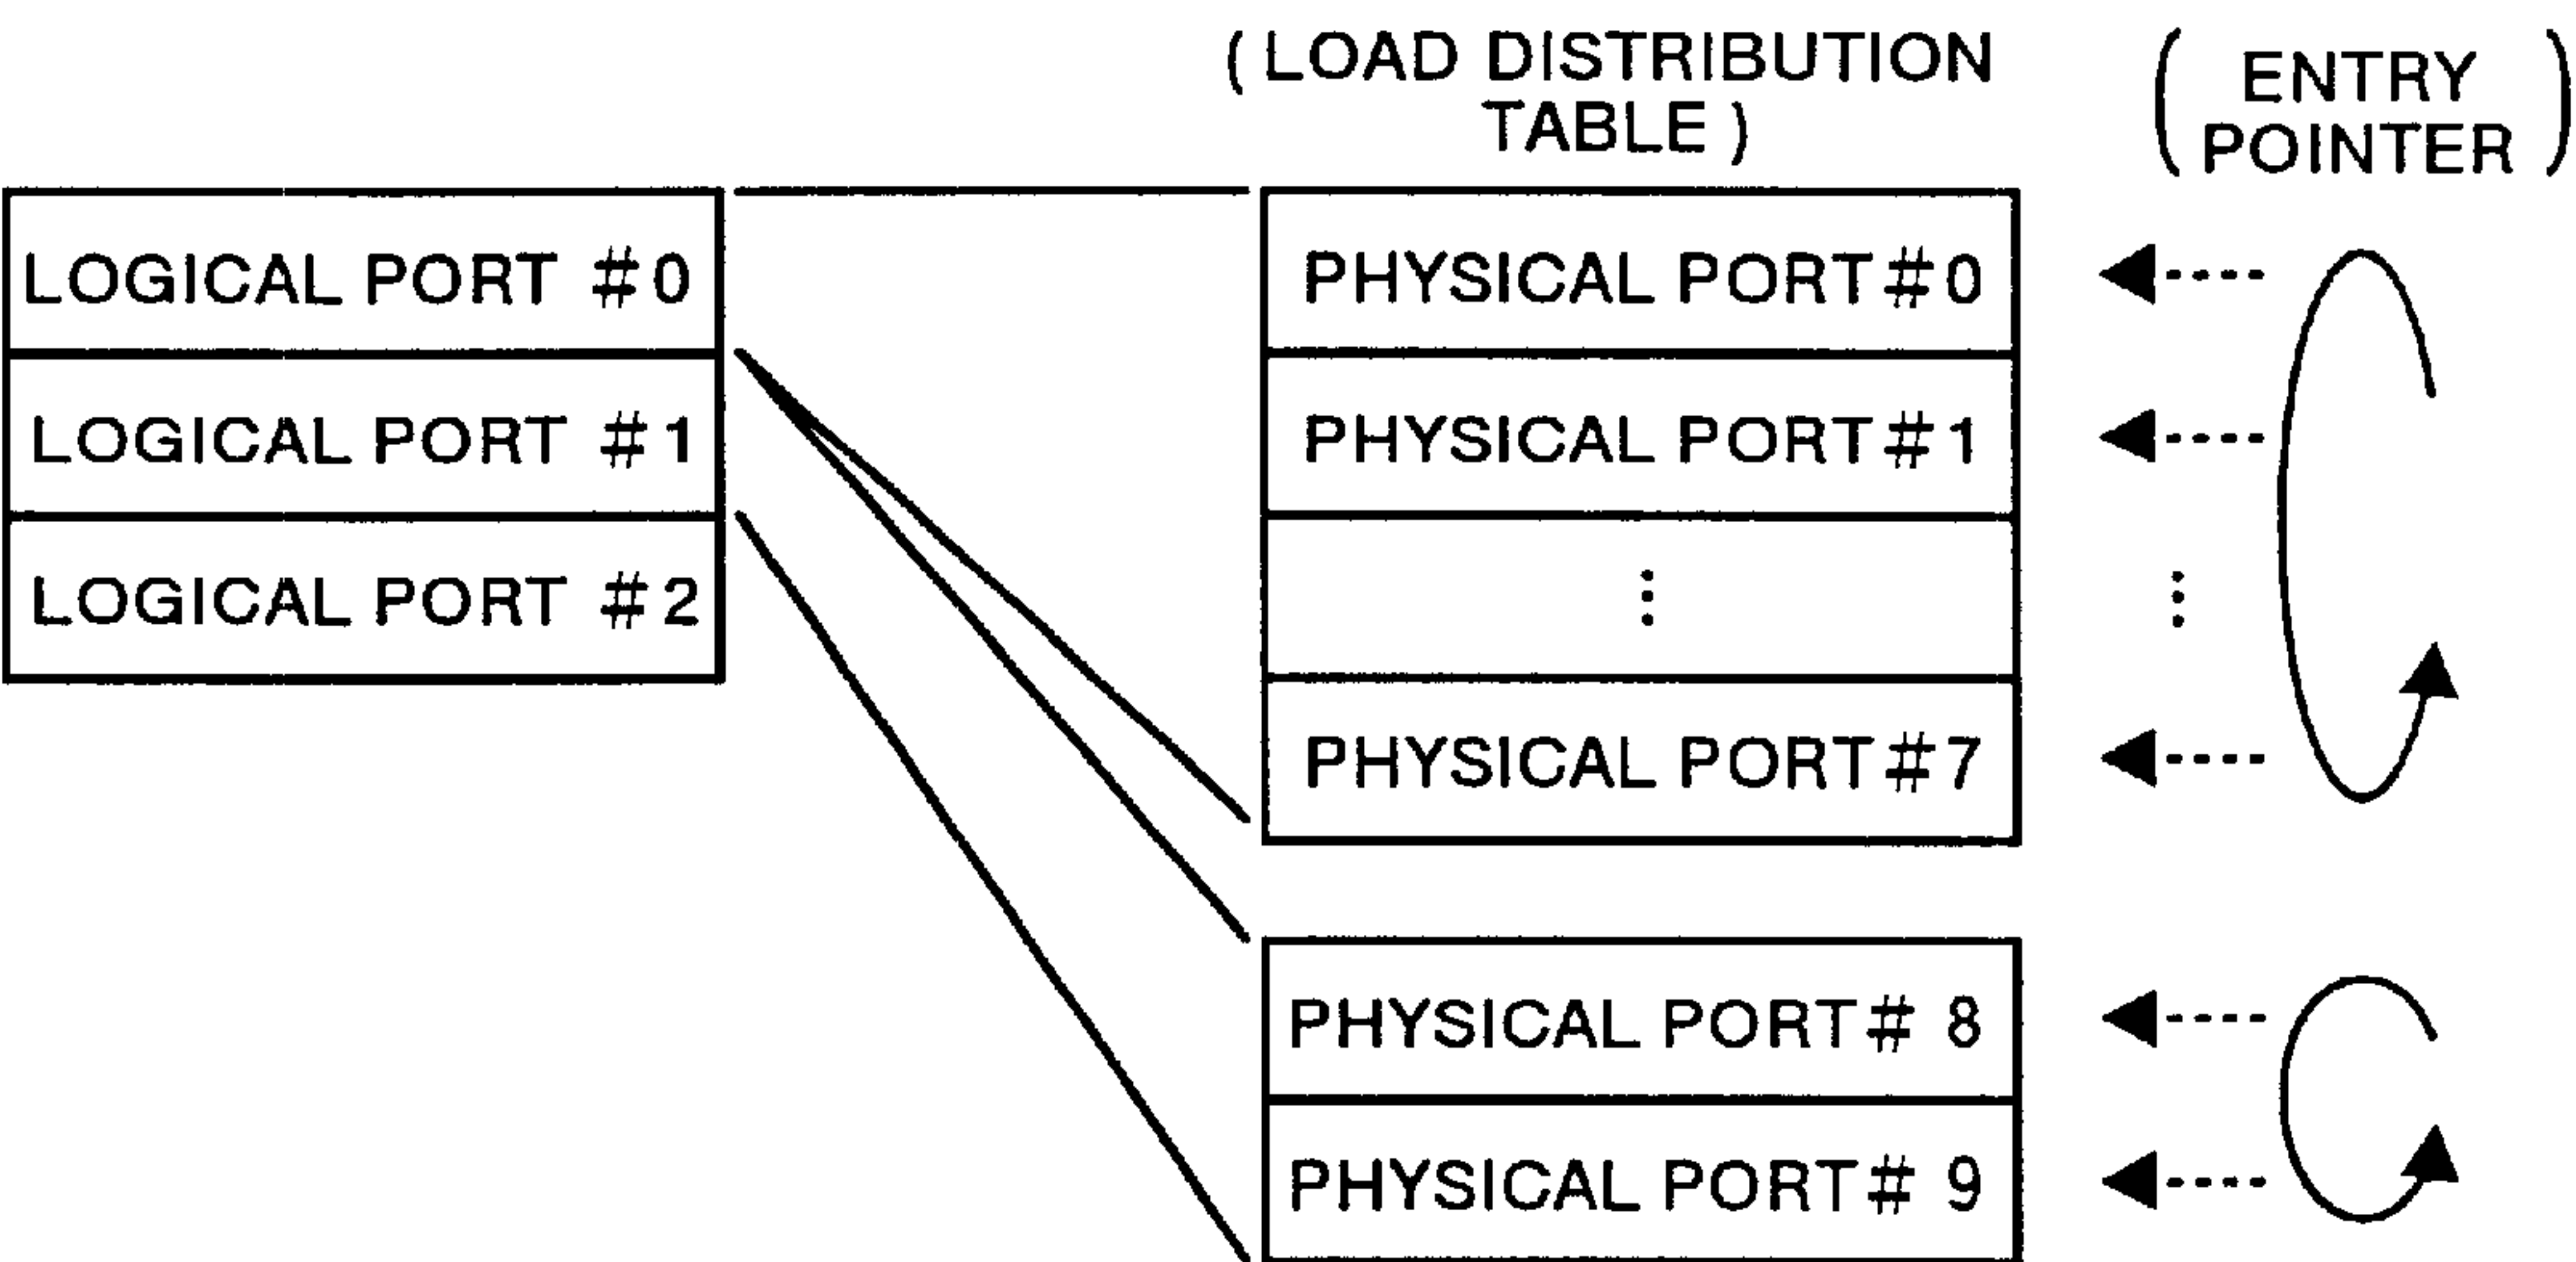 ( LOAD DISTRIBUTION
TABLE )
( ENTRY
POINTER )
LOGICAL PORT #0
LOGICAL PORT #1
LOGICAL PORT #2
PHYSICAL PORT #0
PHYSICAL PORT #1
⋮
PHYSICAL PORT #7
PHYSICAL PORT # 8
PHYSICAL PORT # 9